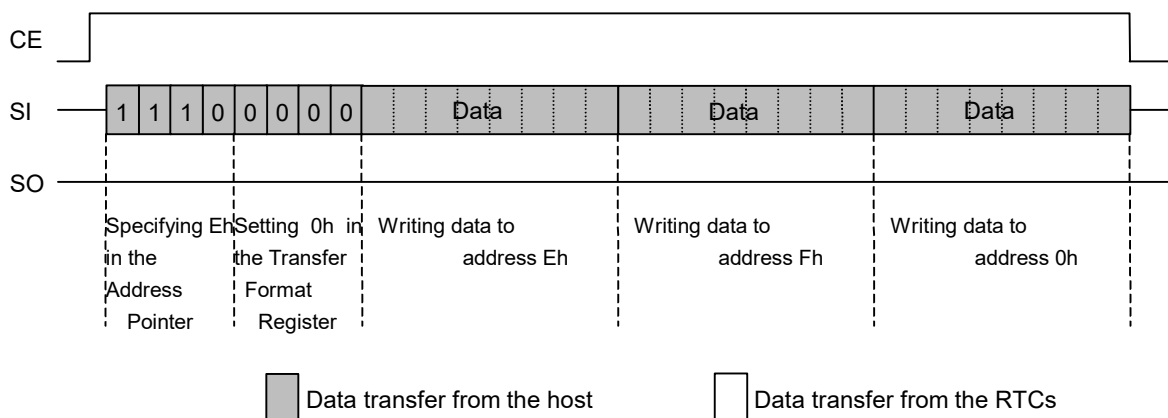 CE
SI 1 1 1 0 0 0 0 0 Data Data Data
SO
Specifying Eh Setting 0h in Writing data to Writing data to Writing data to
in the the Transfer address Eh address Fh address 0h
Address Format
Pointer Register
Data transfer from the host Data transfer from the RTCs